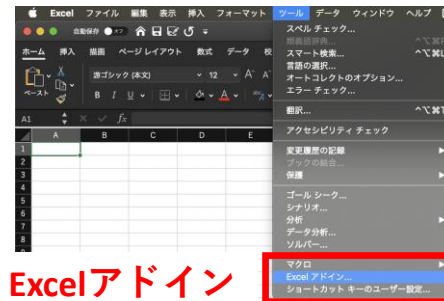 Excel ファイル 編集 表示 挿入 フォーマット ツール データ ウィンドウ ヘルプ
自動保存 オフ
スペル チェック...
類義語辞典...
スマート検索... ^⌥⌘L
言語の選択...
オートコレクトのオプション...
エラー チェック...
翻訳... ^⌥⌘T
アクセシビリティ チェック
変更履歴の記録
ブックの結合...
保護
ゴール シーク...
シナリオ...
分析
データ分析...
ソルバー...
マクロ
Excel アドイン...
ショートカット キーのユーザー設定...
ホーム 挿入 描画 ページ レイアウト 数式 データ 校
ペースト
游ゴシック (本文) 12 A^ A
B I U A
A1 fx
A B C D E
1
2
3
4
5
6
7
8
Excelアドイン